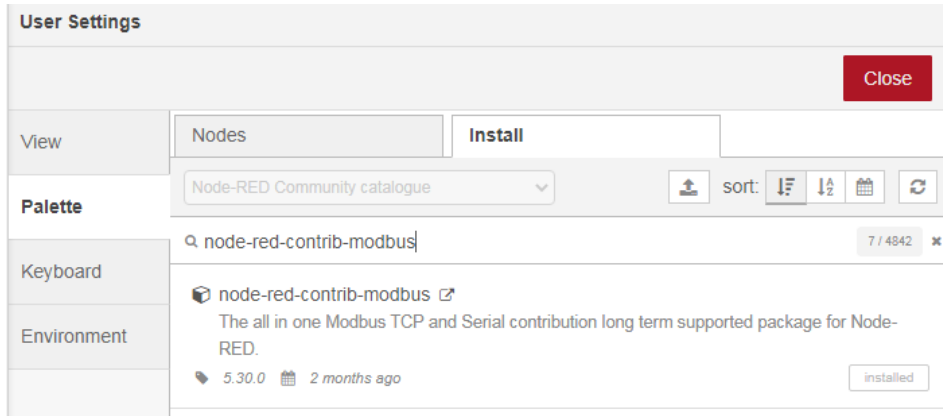 User Settings
Close
View
Nodes
Install
Node-RED Community catalogue
sort:
Palette
node-red-contrib-modbus
7 / 4842
Keyboard
node-red-contrib-modbus
The all in one Modbus TCP and Serial contribution long term supported package for Node-
RED.
Environment
5.30.0
2 months ago
installed